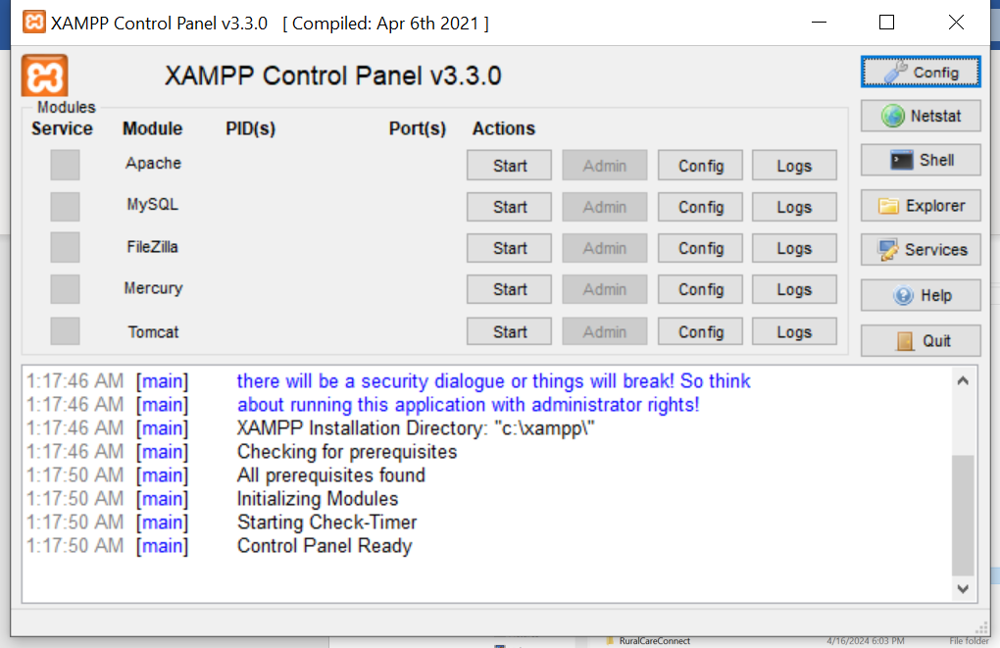 XAMPP Control Panel v3.3.0 [ Compiled: Apr 6th 2021 ]
XAMPP Control Panel v3.3.0
Config
Modules
Service Module PID(s) Port(s) Actions
Netstat
Apache Start Admin Config Logs
Shell
MySQL Start Admin Config Logs
Explorer
FileZilla Start Admin Config Logs
Services
Mercury Start Admin Config Logs
Help
Tomcat Start Admin Config Logs
Quit
1:17:46 AM [main] there will be a security dialogue or things will break! So think
1:17:46 AM [main] about running this application with administrator rights!
1:17:46 AM [main] XAMPP Installation Directory: "c:\xampp\"
1:17:46 AM [main] Checking for prerequisites
1:17:50 AM [main] All prerequisites found
1:17:50 AM [main] Initializing Modules
1:17:50 AM [main] Starting Check-Timer
1:17:50 AM [main] Control Panel Ready
RuralCareConnect 4/16/2024 6:03 PM File folder